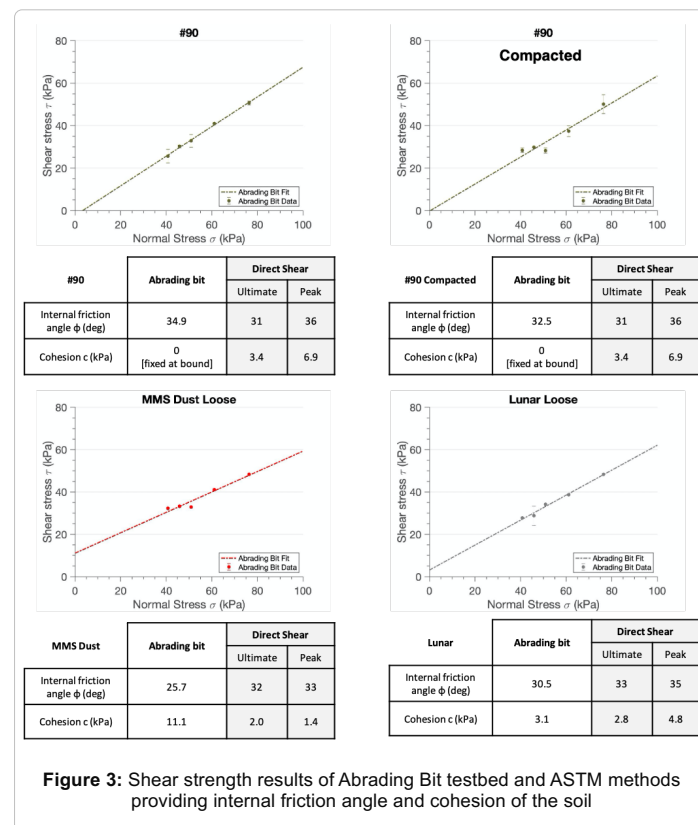 #90
80
60
40
20
0
Shear stress τ (kPa)
0 20 40 60 80 100
Normal Stress σ (kPa)
Abrading Bit Fit
Abrading Bit Data
#90
Compacted
80
60
40
20
0
Shear stress τ (kPa)
0 20 40 60 80 100
Normal Stress σ (kPa)
Abrading Bit Fit
Abrading Bit Data
#90 Abrading bit Direct Shear
Ultimate Peak
Internal friction
angle ϕ (deg) 34.9 31 36
Cohesion c (kPa) 0 3.4 6.9
[fixed at bound]
#90 Compacted Abrading bit Direct Shear
Ultimate Peak
Internal friction
angle ϕ (deg) 32.5 31 36
Cohesion c (kPa) 0 3.4 6.9
[fixed at bound]
MMS Dust Loose
80
60
40
20
0
Shear stress τ (kPa)
0 20 40 60 80 100
Normal Stress σ (kPa)
Abrading Bit Fit
Abrading Bit Data
Lunar Loose
80
60
40
20
0
Shear stress τ (kPa)
0 20 40 60 80 100
Normal Stress σ (kPa)
Abrading Bit Fit
Abrading Bit Data
MMS Dust Abrading bit Direct Shear
Ultimate Peak
Internal friction
angle ϕ (deg) 25.7 32 33
Cohesion c (kPa) 11.1 2.0 1.4
Lunar Abrading bit Direct Shear
Ultimate Peak
Internal friction
angle ϕ (deg) 30.5 33 35
Cohesion c (kPa) 3.1 2.8 4.8
Figure 3: Shear strength results of Abrading Bit testbed and ASTM methods
providing internal friction angle and cohesion of the soil